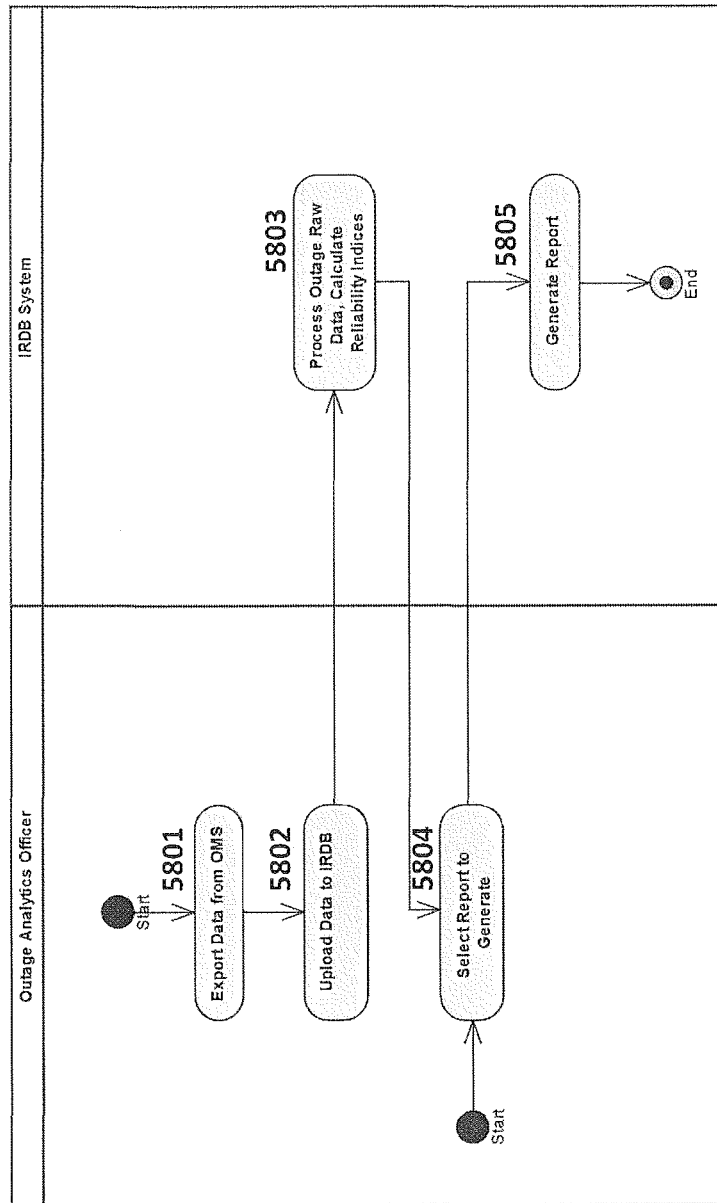 Outage Analytics Officer
IRDB System
Start
5801
Export Data from OMS
5802
Upload Data to IRDB
5803
Process Outage Raw
Data, Calculate
Reliability Indices
Start
5804
Select Report to
Generate
5805
Generate Report
End